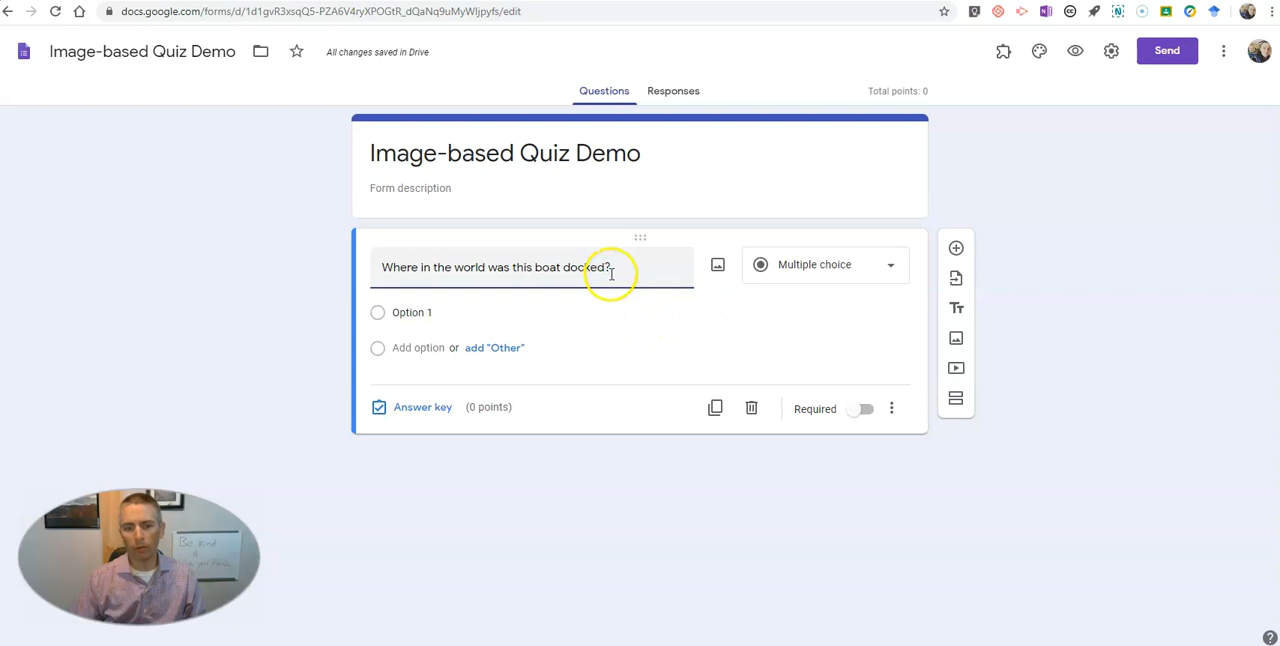 docs.google.com/forms/d/1d1gvR3xsqQ5-PZA6V4ryXPOGtR_dQaNq9uMyWIjpyfs/edit
Image-based Quiz Demo
All changes saved in Drive
Send
Questions
Responses
Total points: 0
Image-based Quiz Demo
Form description
Where in the world was this boat docked?
Multiple choice
Option 1
Add option or add "Other"
Answer key (0 points)
Required
Be kind